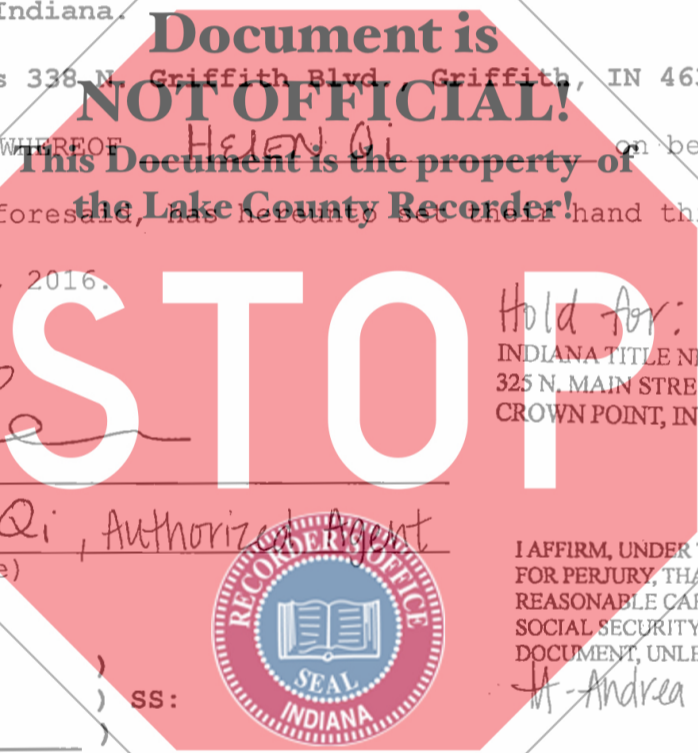 Indiana.
Document is
s 338 N. Griffith Blvd., Griffith, IN 46
NOT OFFICIAL!
WHEREOF HELEN Qi on be
This Document is the property of
the Lake County Recorder!
foresaid, has hereunto set their hand th
2016.
STOP
Hold for:
INDIANA TITLE NE
325 N. MAIN STRE
CROWN POINT, IN
Qi, Authorized Agent
e)
RECORDER'S OFFICE
SEAL
INDIANA
I AFFIRM, UNDER
FOR PERJURY, THA
REASONABLE CAR
SOCIAL SECURITY
DOCUMENT, UNLE
Andrea
)
) SS:
)